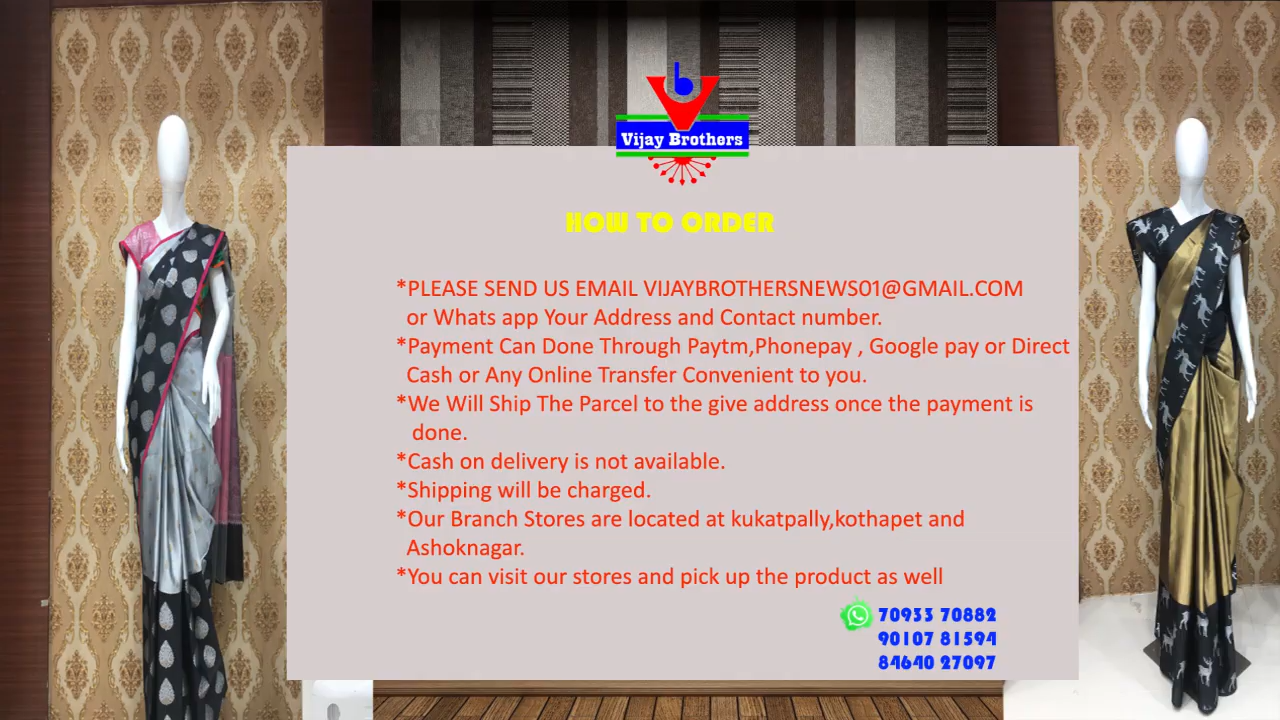 Vijay Brothers
HOW TO ORDER
*PLEASE SEND US EMAIL VIJAYBROTHERSNEWS01@GMAIL.COM
or Whats app Your Address and Contact number.
*Payment Can Done Through Paytm,Phonepay , Google pay or Direct
Cash or Any Online Transfer Convenient to you.
*We Will Ship The Parcel to the give address once the payment is
done.
*Cash on delivery is not available.
*Shipping will be charged.
*Our Branch Stores are located at kukatpally,kothapet and
Ashoknagar.
*You can visit our stores and pick up the product as well
70933 70882
90107 81594
84640 27097